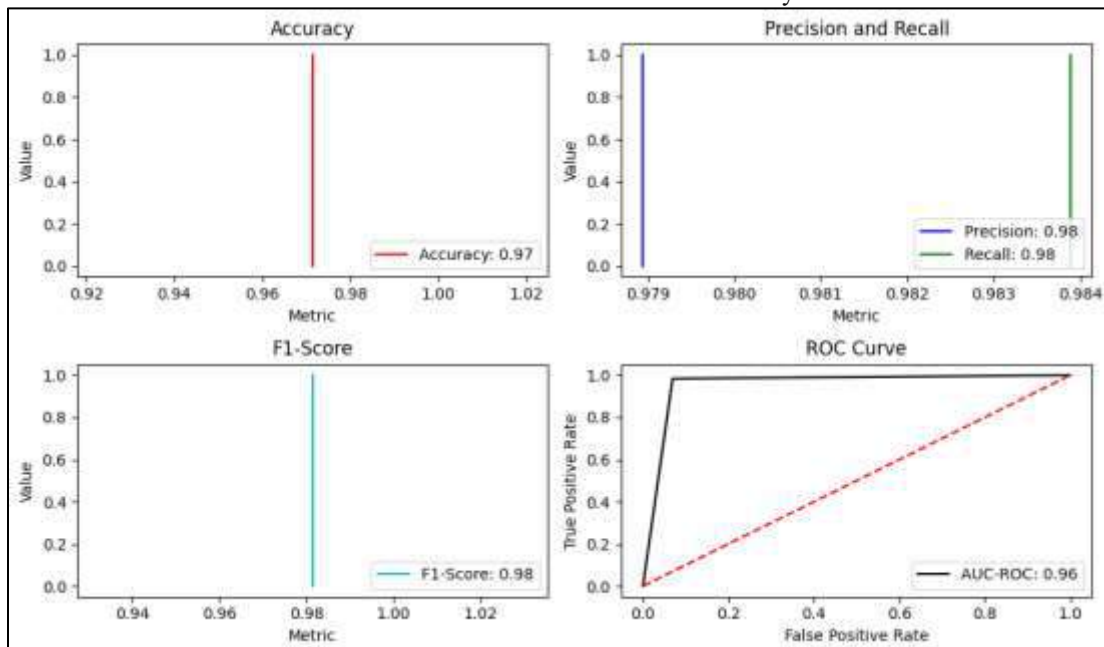 Accuracy
1.0
0.8
0.6
0.4
0.2
0.0
Value
Accuracy: 0.97
0.92 0.94 0.96 0.98 1.00 1.02
Metric
Precision and Recall
1.0
0.8
0.6
0.4
0.2
0.0
Value
Precision: 0.98
Recall: 0.98
0.979 0.980 0.981 0.982 0.983 0.984
Metric
F1-Score
1.0
0.8
0.6
0.4
0.2
0.0
Value
F1-Score: 0.98
0.94 0.96 0.98 1.00 1.02
Metric
ROC Curve
1.0
0.8
0.6
0.4
0.2
0.0
True Positive Rate
AUC-ROC: 0.96
0.0 0.2 0.4 0.6 0.8 1.0
False Positive Rate